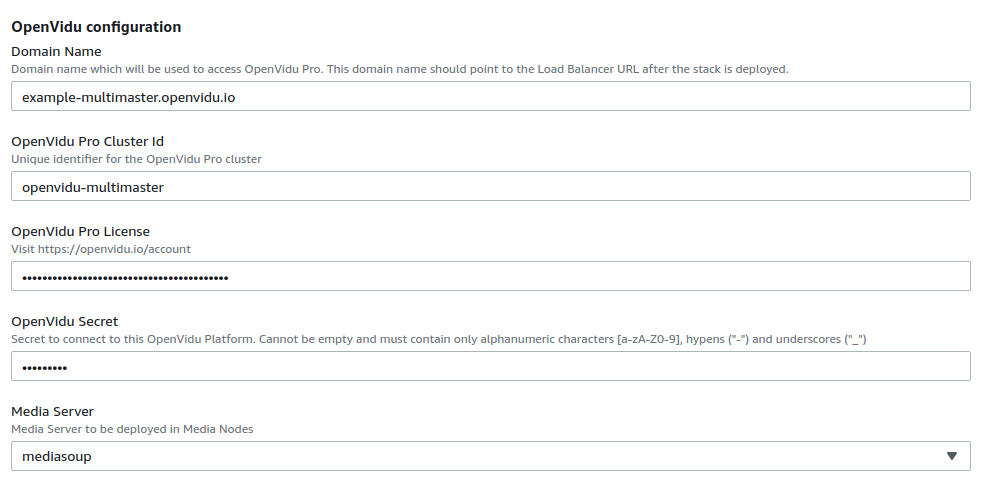 OpenVidu configuration
Domain Name
Domain name which will be used to access OpenVidu Pro. This domain name should point to the Load Balancer URL after the stack is deployed.
example-multimaster.openvidu.io
OpenVidu Pro Cluster Id
Unique identifier for the OpenVidu Pro cluster
openvidu-multimaster
OpenVidu Pro License
Visit https://openvidu.io/account
•••••••••••••••••••••••••••••••••••••••••
OpenVidu Secret
Secret to connect to this OpenVidu Platform. Cannot be empty and must contain only alphanumeric characters [a-zA-Z0-9], hypens ("-") and underscores ("_")
•••••••••
Media Server
Media Server to be deployed in Media Nodes
mediasoup